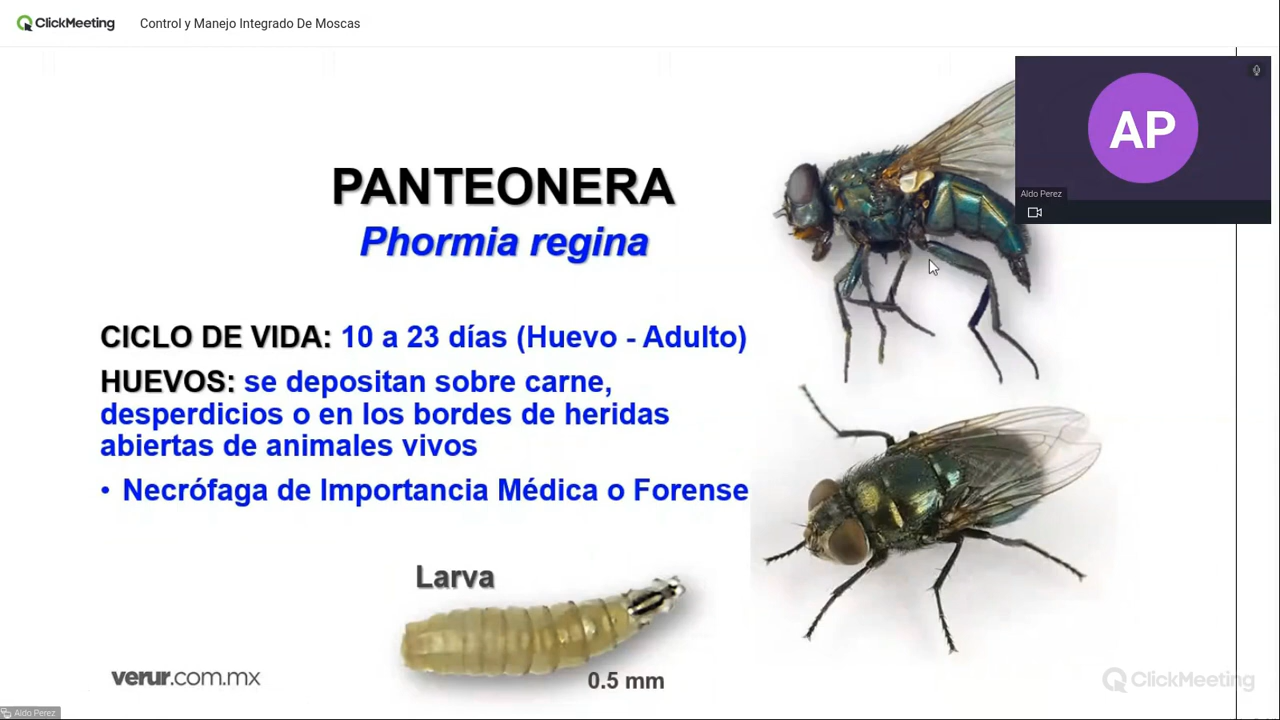 ClickMeeting Control y Manejo Integrado De Moscas
AP
Aldo Perez
PANTEONERA
Phormia regina
CICLO DE VIDA: 10 a 23 días (Huevo - Adulto)
HUEVOS: se depositan sobre carne,
desperdicios o en los bordes de heridas
abiertas de animales vivos
• Necrófaga de Importancia Médica o Forense
Larva
0.5 mm
verur.com.mx
ClickMeeting
Aldo Perez